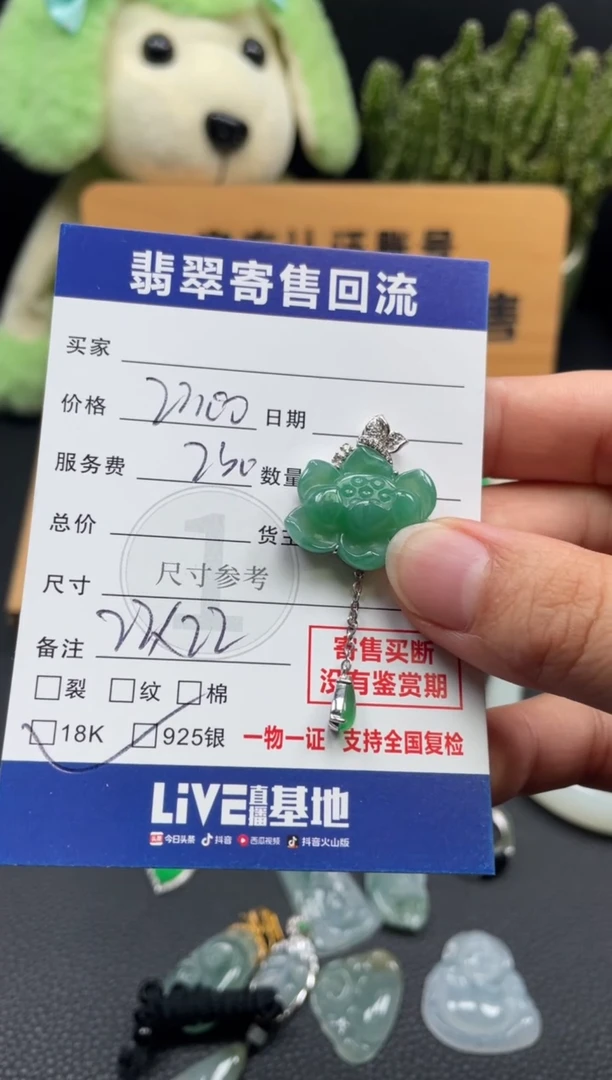 售
翡翠寄售回流
买家
价格 日期
服务费 250 数量
总价 货主
尺寸 尺寸参考
22X22
备注
寄售买断
没有鉴赏期
裂 纹 棉
18K 925银 一物一证 支持全国复检
LIVE直播基地
今日头条 抖音 西瓜视频 抖音火山版